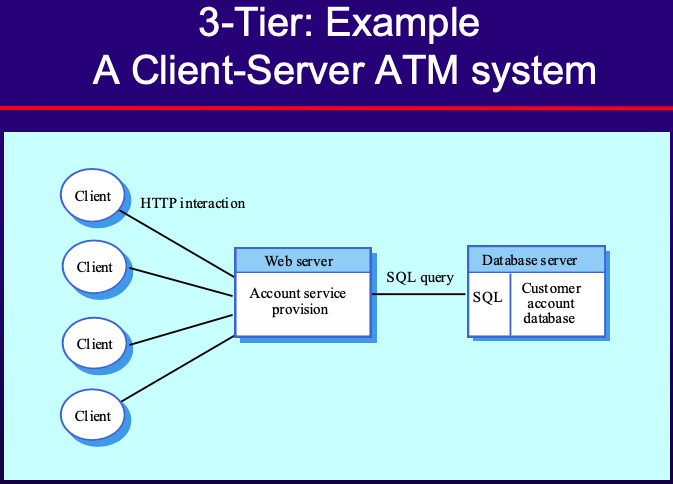 3-Tier: Example
A Client-Server ATM system
Client
HTTP interaction
Client
Client
Client
Web server
Account service
provision
SQL query
Database server
SQL
Customer
account
database